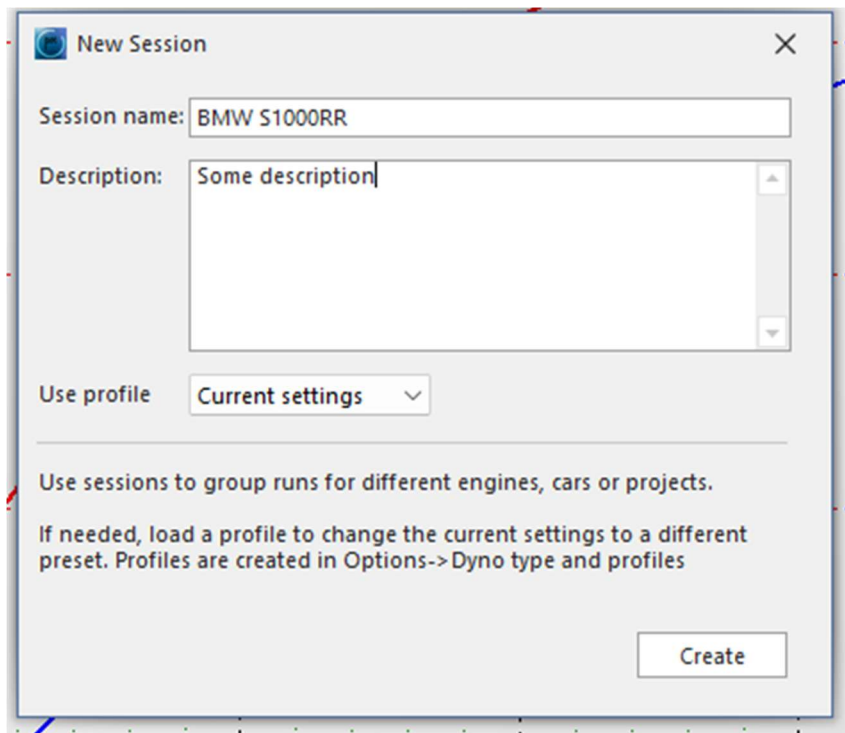 New Session
Session name: BMW S1000RR
Description: Some description
Use profile Current settings
Use sessions to group runs for different engines, cars or projects.
If needed, load a profile to change the current settings to a different
preset. Profiles are created in Options->Dyno type and profiles
Create